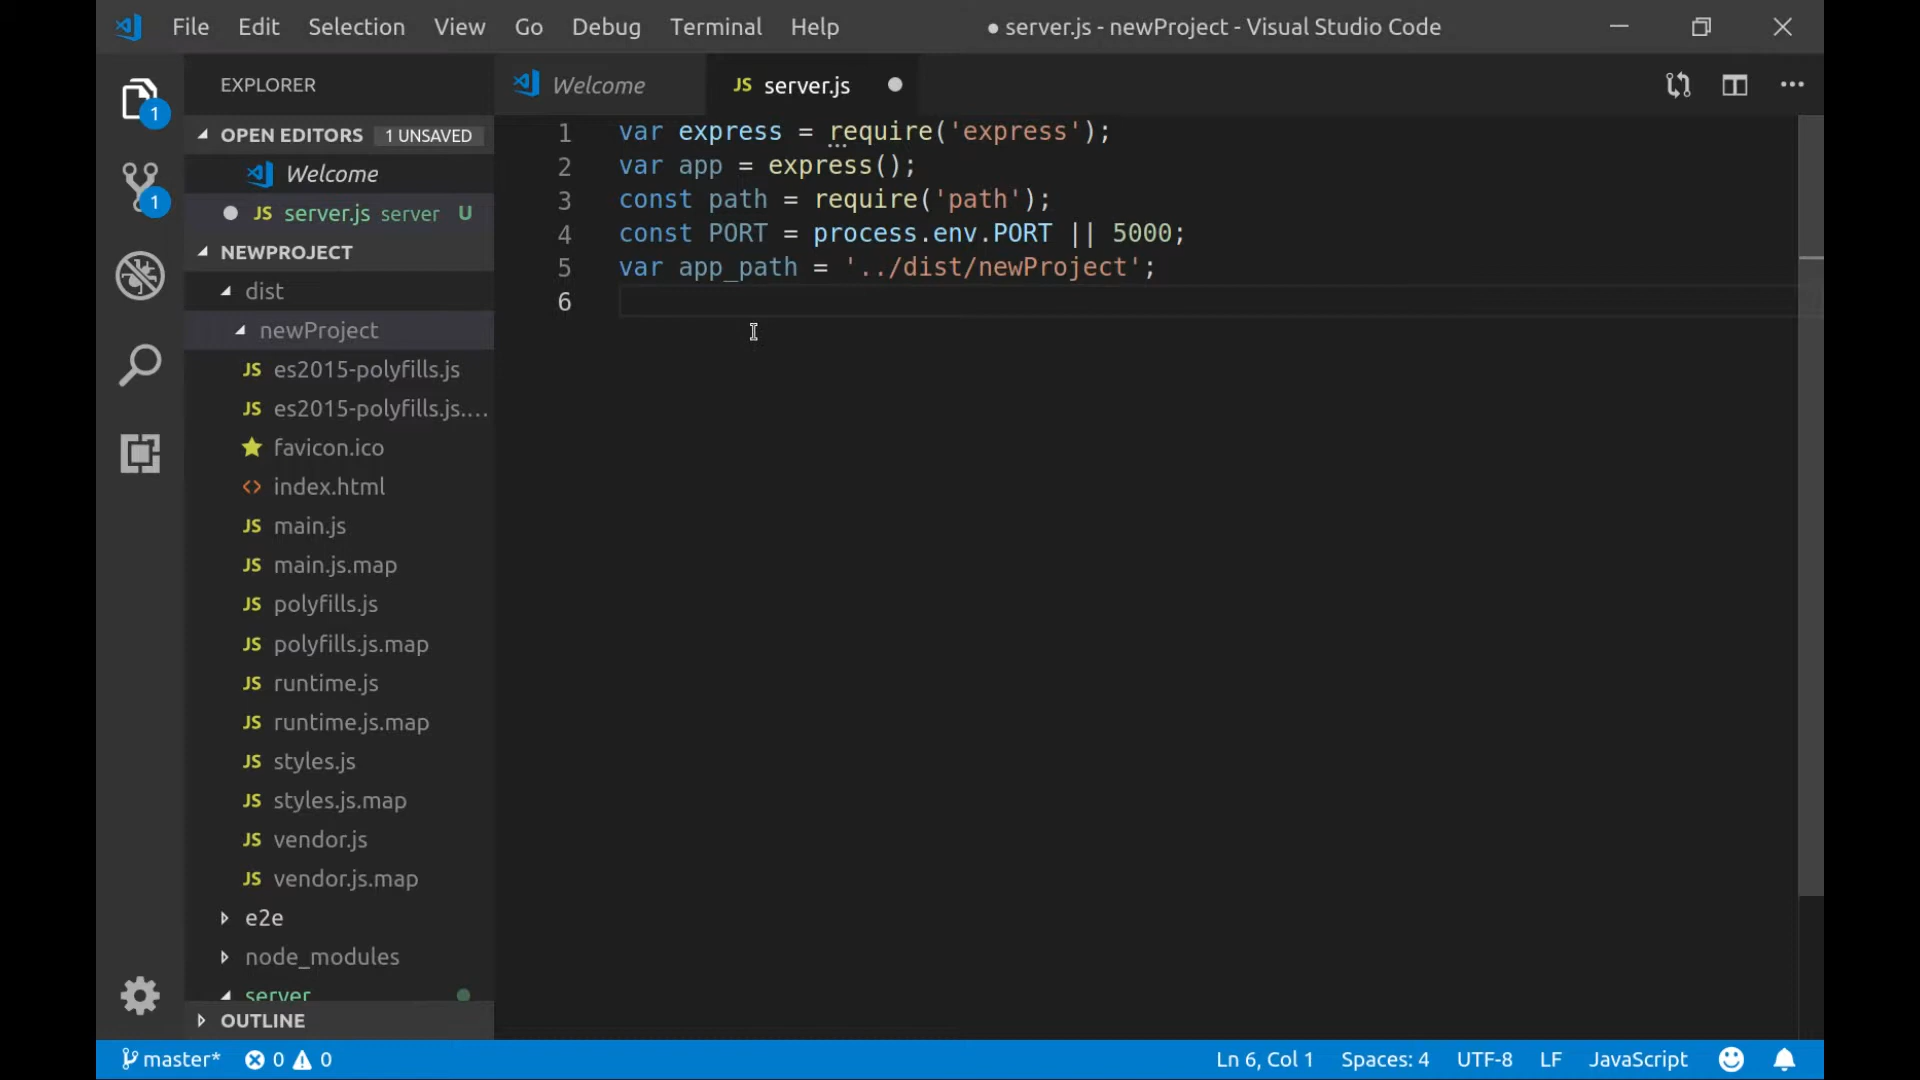 File Edit Selection View Go Debug Terminal Help ● server.js - newProject - Visual Studio Code
EXPLORER
Welcome
JS server.js
1
OPEN EDITORS 1 UNSAVED
Welcome
JS server.js server U
1
NEWPROJECT
dist
newProject
JS es2015-polyfills.js
JS es2015-polyfills.js....
favicon.ico
<> index.html
JS main.js
JS main.js.map
JS polyfills.js
JS polyfills.js.map
JS runtime.js
JS runtime.js.map
JS styles.js
JS styles.js.map
JS vendor.js
JS vendor.js.map
e2e
node_modules
server
OUTLINE
1 var express = require('express');
2 var app = express();
3 const path = require('path');
4 const PORT = process.env.PORT || 5000;
5 var app_path = '../dist/newProject';
6
master* 0 0 Ln 6, Col 1 Spaces: 4 UTF-8 LF JavaScript